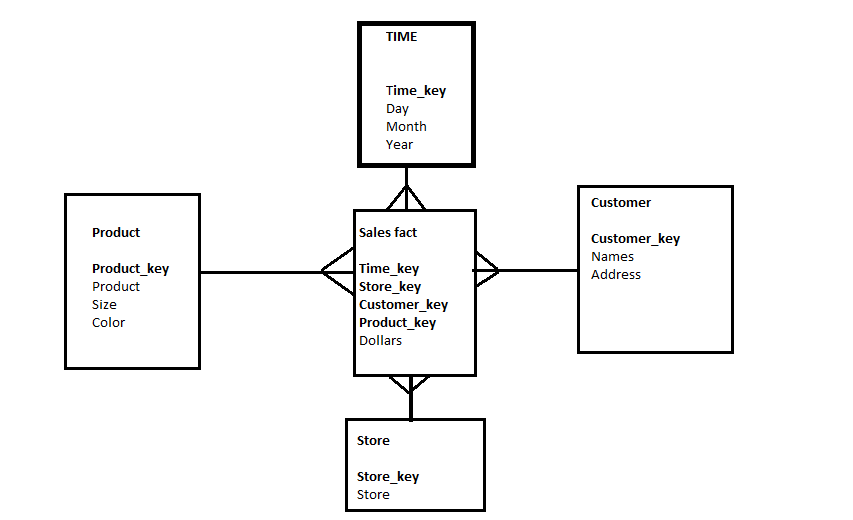 TIME
Time_key
Day
Month
Year
Product
Product_key
Product
Size
Color
Sales fact
Time_key
Store_key
Customer_key
Product_key
Dollars
Customer
Customer_key
Names
Address
Store
Store_key
Store